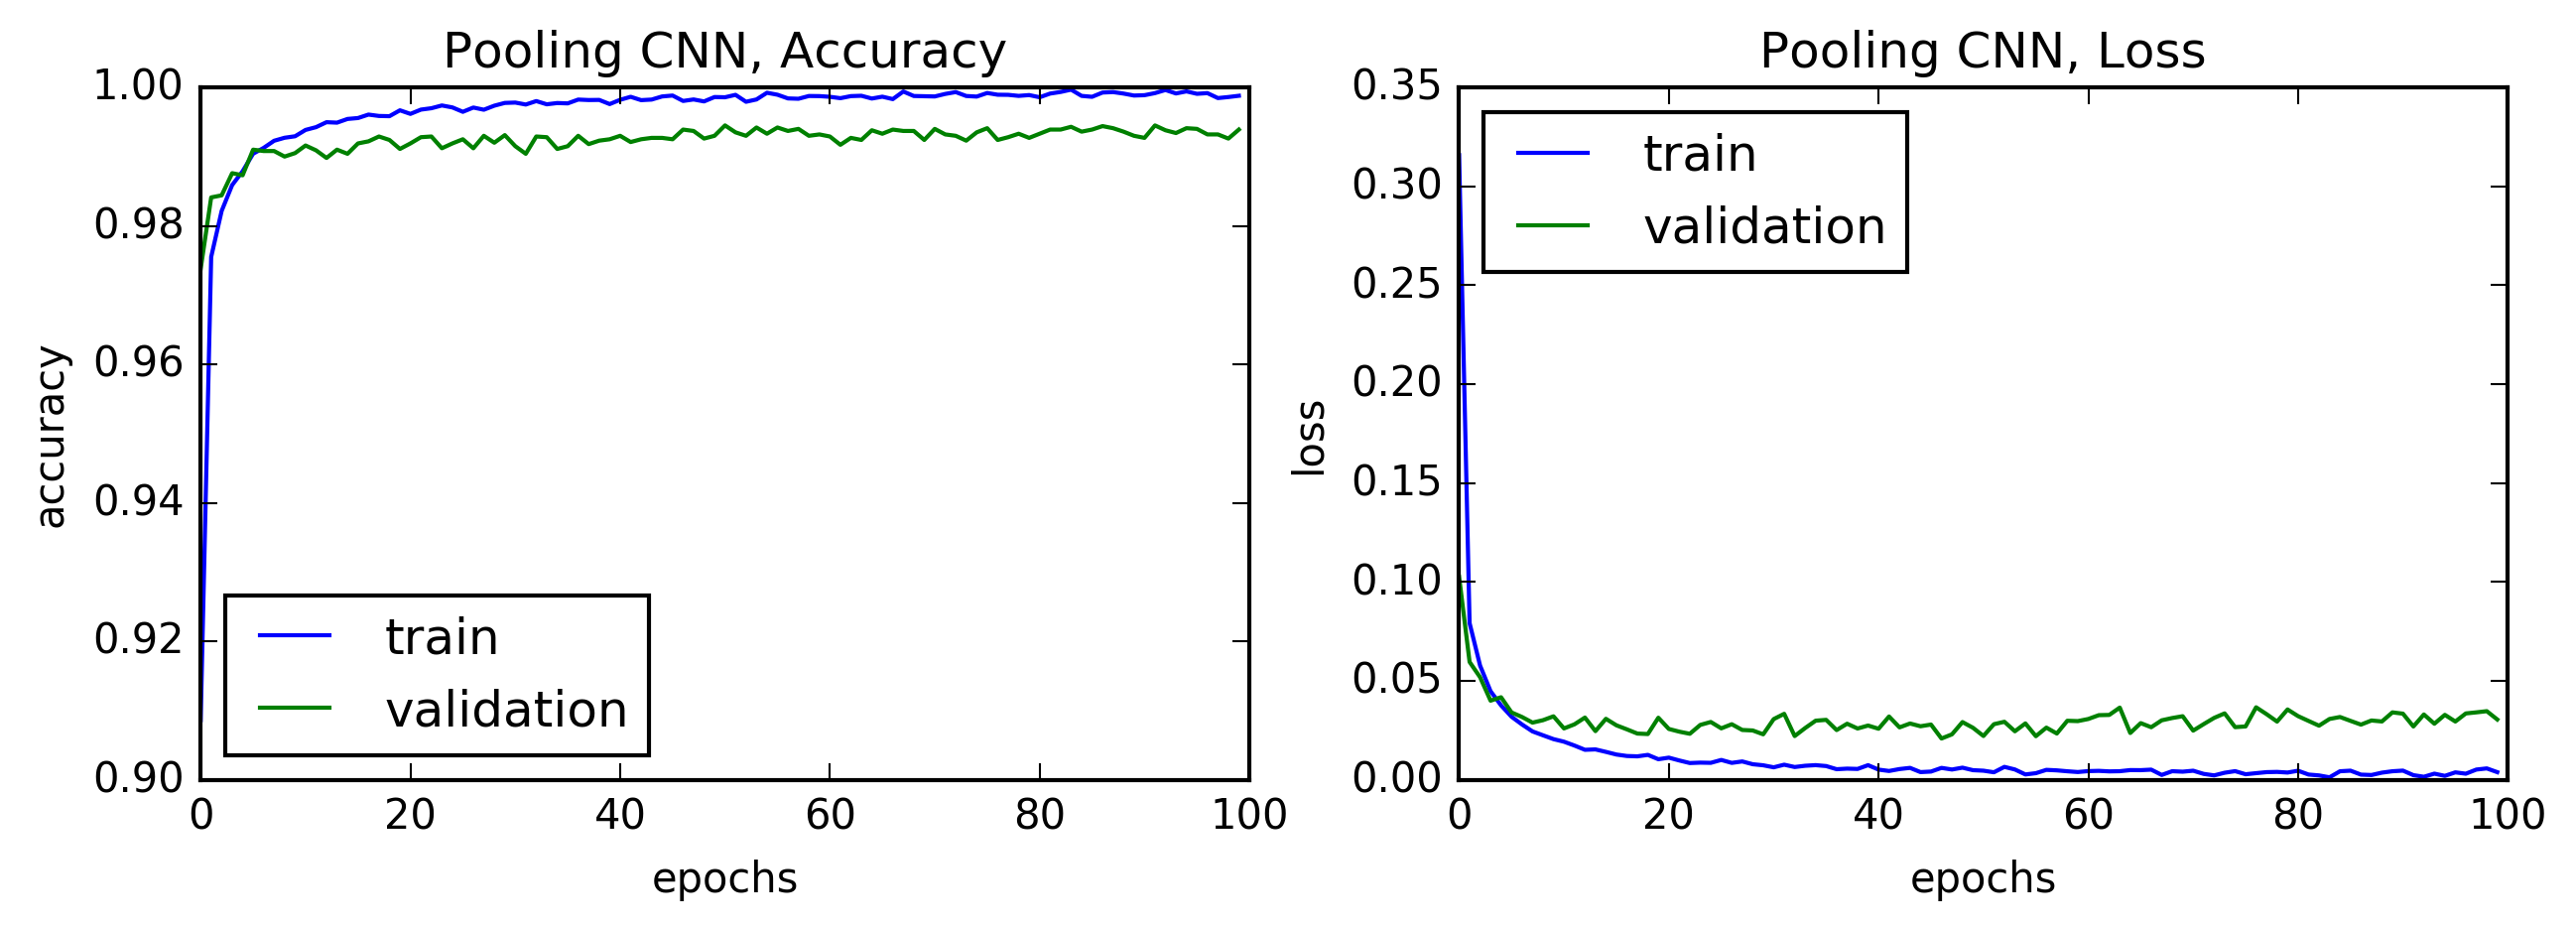 Pooling CNN, Accuracy
1.00
0.98
0.96
0.94
0.92
0.90
accuracy
train
validation
0 20 40 60 80 100
epochs
Pooling CNN, Loss
0.35
0.30
0.25
0.20
0.15
0.10
0.05
0.00
loss
train
validation
0 20 40 60 80 100
epochs